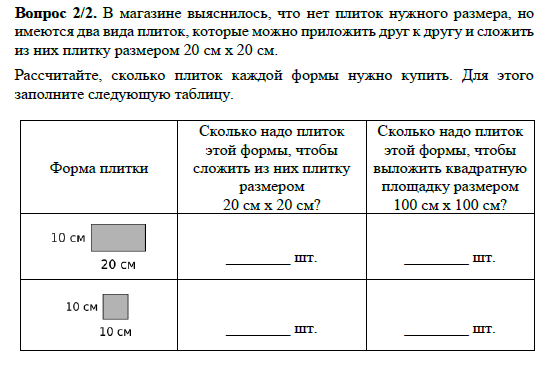 Вопрос 2/2. В магазине выяснилось, что нет плиток нужного размера, но
имеются два вида плиток, которые можно приложить друг к другу и сложить
из них плитку размером 20 см х 20 см.
Рассчитайте, сколько плиток каждой формы нужно купить. Для этого
заполните следующую таблицу.
Форма плитки
Сколько надо плиток
этой формы, чтобы
сложить из них плитку
размером
20 см х 20 см?
Сколько надо плиток
этой формы, чтобы
выложить квадратную
площадку размером
100 см х 100 см?
10 см
20 см
_________ шт.
_________ шт.
10 см
10 см
_________ шт.
_________ шт.